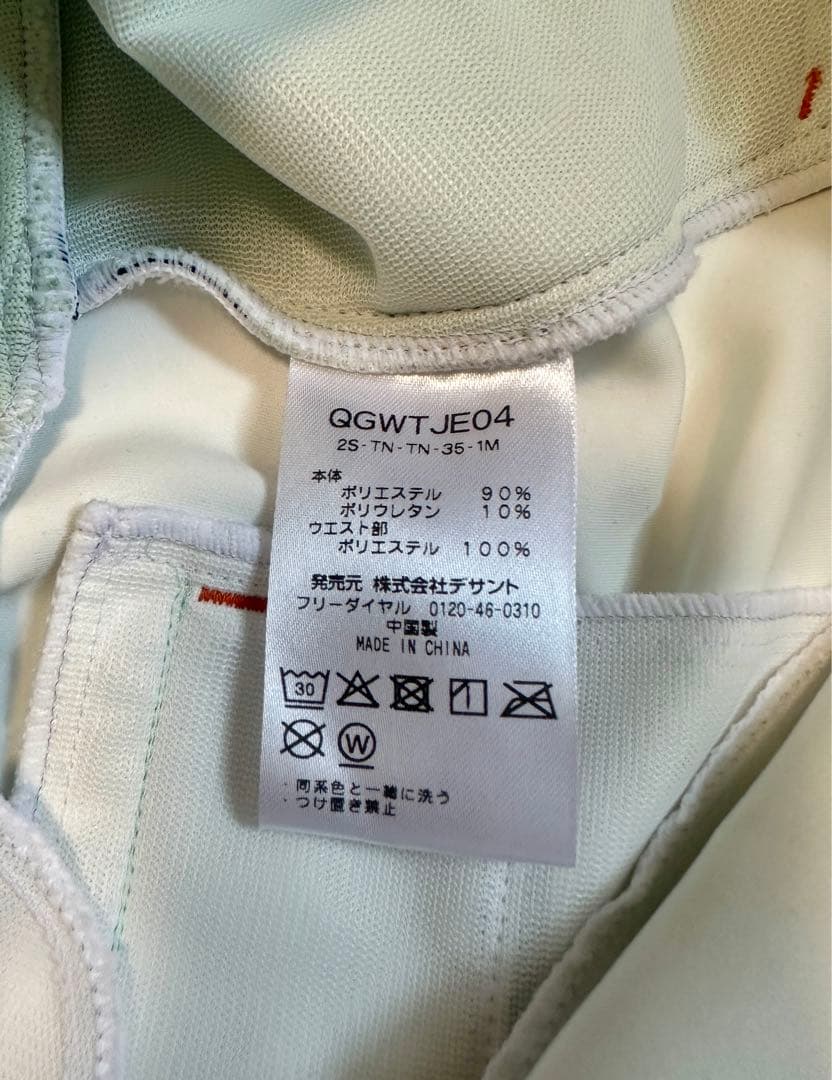 QGWTJE04
2S-TN-TN-35-1M
本体
ポリエステル 90%
ポリウレタン 10%
ウエスト部
ポリエステル 100%
発売元 株式会社デサント
フリーダイヤル 0120-46-0310
中国製
MADE IN CHINA
30
W
・同系色と一緒に洗う
・つけ置き禁止